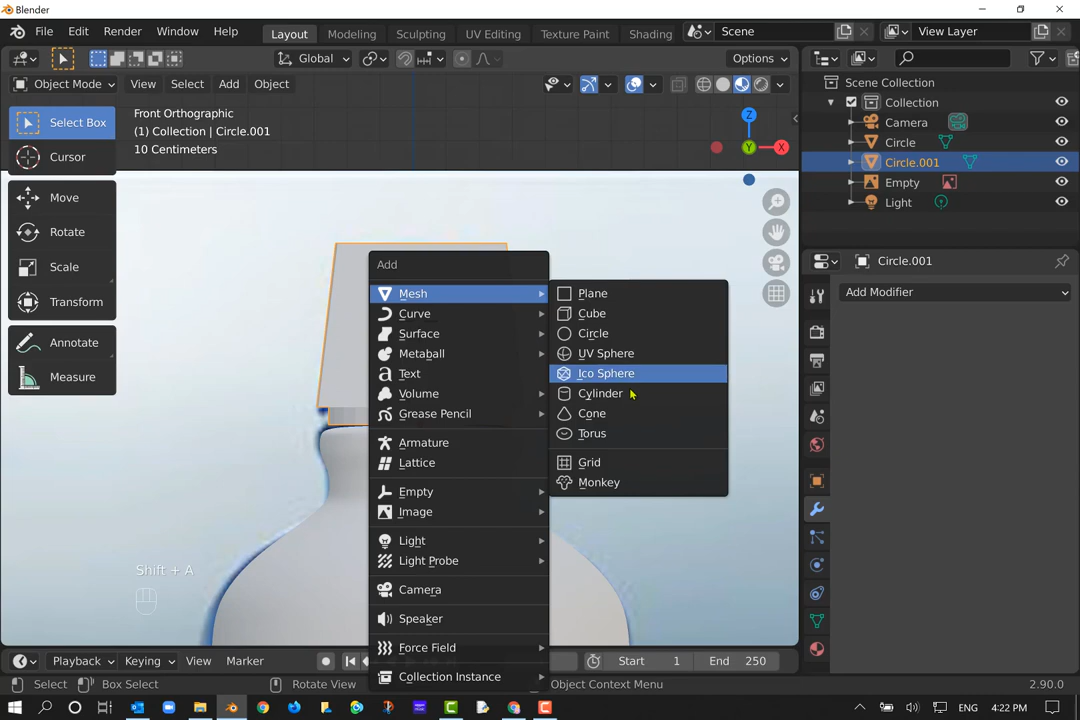 Blender
File Edit Render Window Help
Layout Modeling Sculpting UV Editing Texture Paint Shading
Scene
View Layer
Global
Options
Object Mode View Select Add Object
Select Box
Cursor
Move
Rotate
Scale
Transform
Annotate
Measure
Front Orthographic
(1) Collection | Circle.001
10 Centimeters
Z
Y
X
Add
Mesh
Curve
Surface
Metaball
Text
Volume
Grease Pencil
Armature
Lattice
Empty
Image
Light
Light Probe
Camera
Speaker
Force Field
Collection Instance
Plane
Cube
Circle
UV Sphere
Ico Sphere
Cylinder
Cone
Torus
Grid
Monkey
Shift + A
Scene Collection
Collection
Camera
Circle
Circle.001
Empty
Light
Circle.001
Add Modifier
Playback Keying View Marker
Start 1 End 250
Select Box Select Rotate View Object Context Menu 2.90.0
ENG 4:22 PM